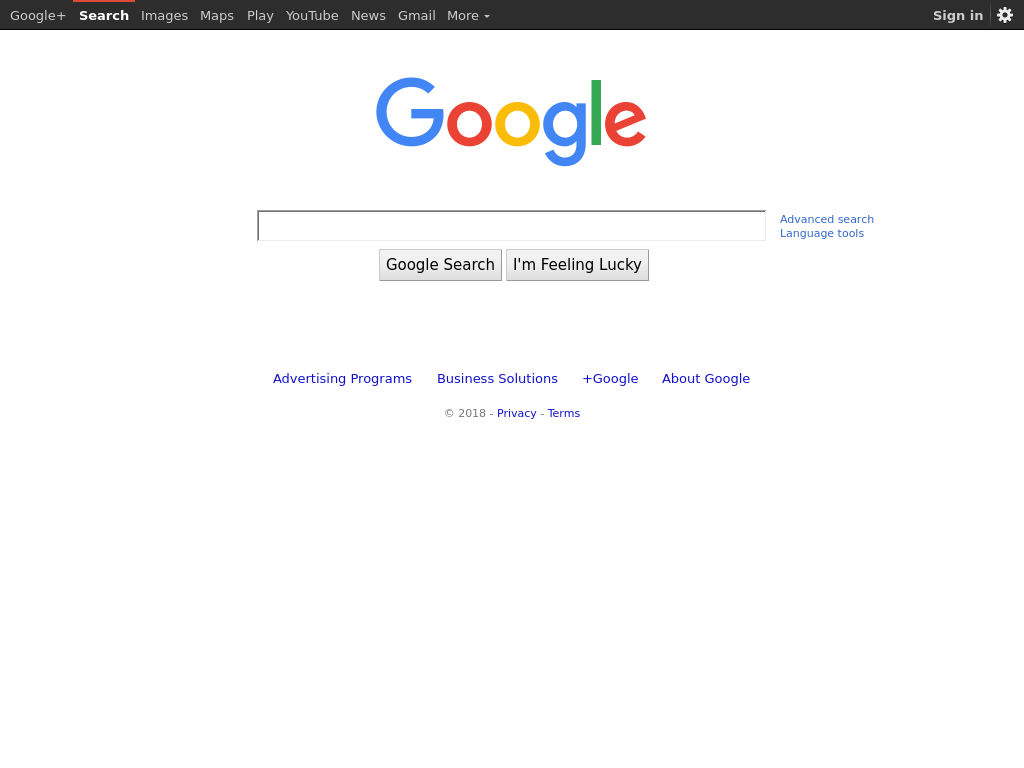 Google+ Search Images Maps Play YouTube News Gmail More Sign in
Google
Advanced search
Language tools
Google Search I'm Feeling Lucky
Advertising Programs Business Solutions +Google About Google
© 2018 - Privacy - Terms